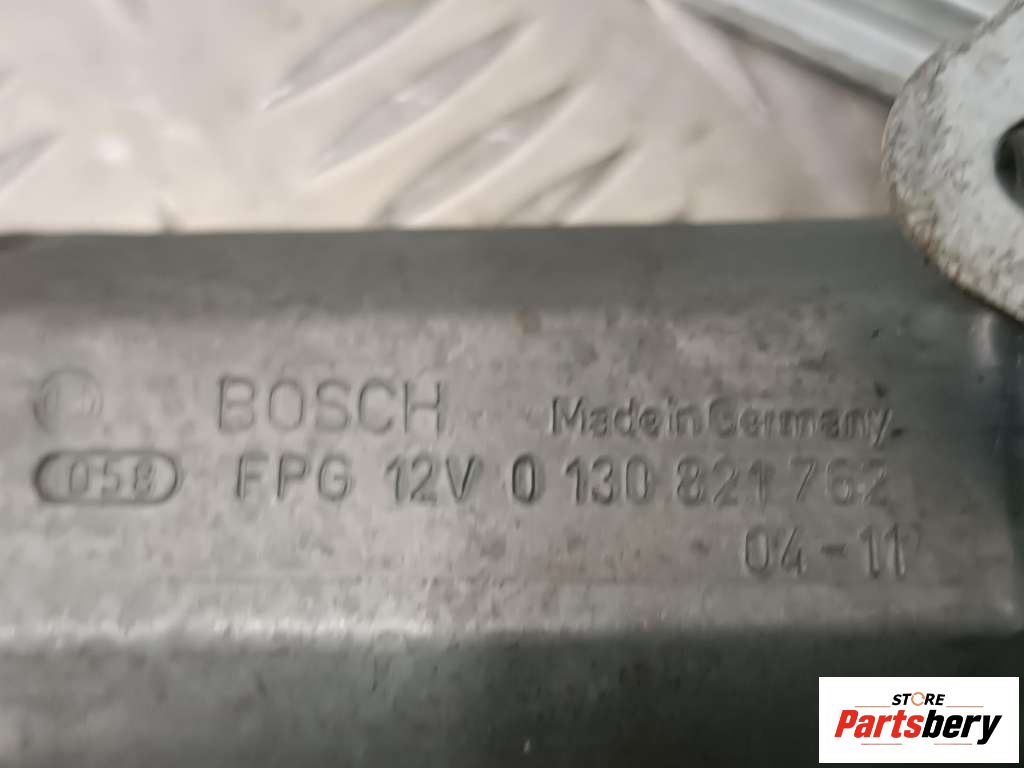 BOSCH Made in Germany.
058 FPG 12V 0 130 821 762
04-11
STORE
Partsbery